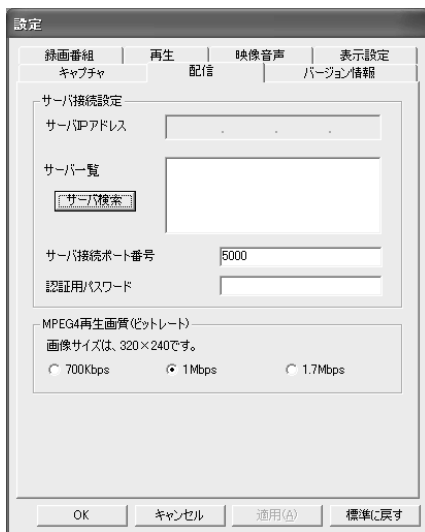 設定
録画番組 再生 映像音声 表示設定
キャプチャ 配信 バージョン情報
サーバ接続設定
サーバIPアドレス . . .
サーバ一覧
サーバ検索
サーバ接続ポート番号 5000
認証用パスワード
MPEG4再生画質(ビットレート)
画像サイズは、320×240です。
700Kbps 1Mbps 1.7Mbps
OK キャンセル 適用(A) 標準に戻す